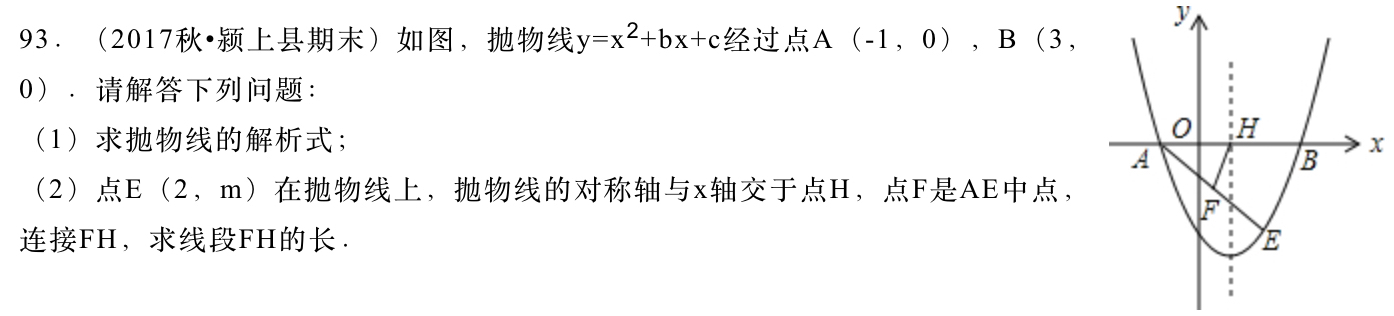 93. （2017秋•颍上县期末）如图，抛物线y=x²+bx+c经过点A（-1，0），B（3，
0）. 请解答下列问题：
（1）求抛物线的解析式；
（2）点E（2，m）在抛物线上，抛物线的对称轴与x轴交于点H，点F是AE中点，
连接FH，求线段FH的长.
y
O
H
x
A
B
F
E